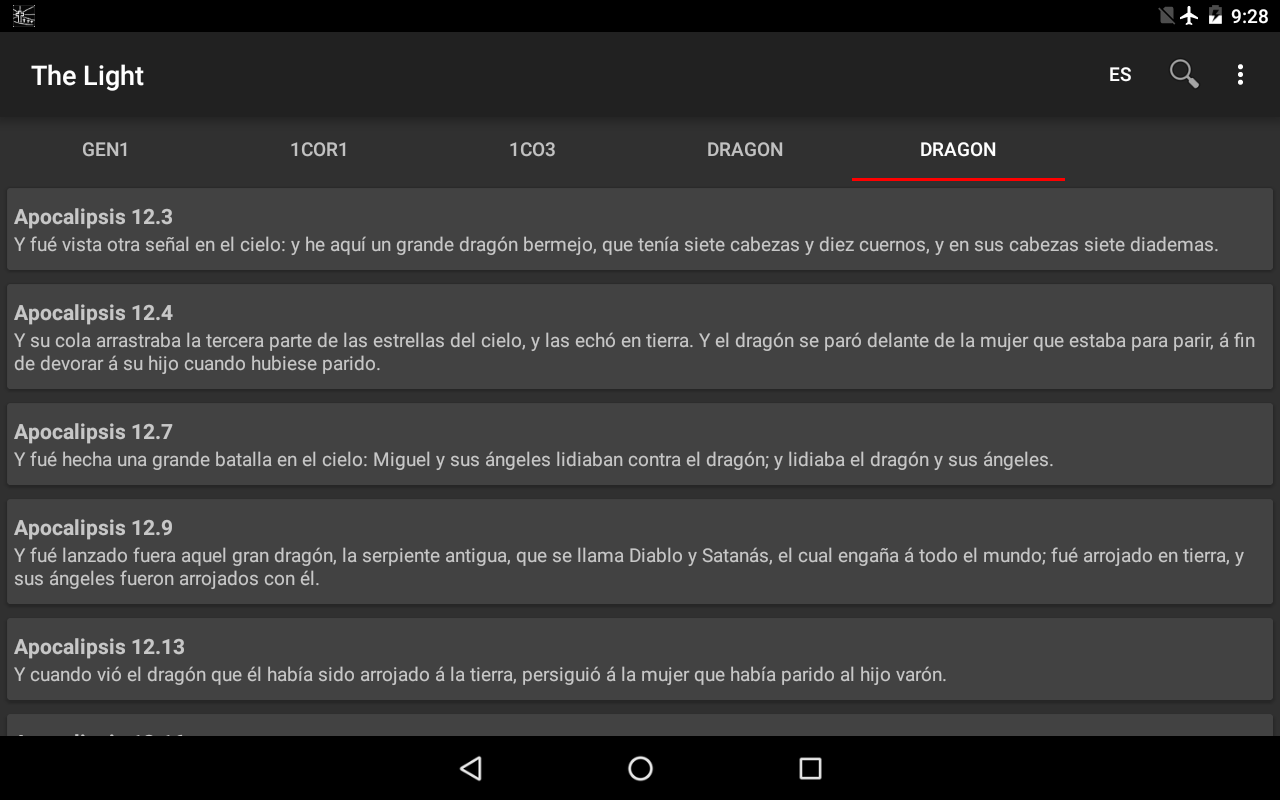 9:28
The Light
ES
GEN1
1COR1
1CO3
DRAGON
DRAGON
Apocalipsis 12.3
Y fué vista otra señal en el cielo: y he aquí un grande dragón bermejo, que tenía siete cabezas y diez cuernos, y en sus cabezas siete diademas.
Apocalipsis 12.4
Y su cola arrastraba la tercera parte de las estrellas del cielo, y las echó en tierra. Y el dragón se paró delante de la mujer que estaba para parir, á fin
de devorar á su hijo cuando hubiese parido.
Apocalipsis 12.7
Y fué hecha una grande batalla en el cielo: Miguel y sus ángeles lidiaban contra el dragón; y lidiaba el dragón y sus ángeles.
Apocalipsis 12.9
Y fué lanzado fuera aquel gran dragón, la serpiente antigua, que se llama Diablo y Satanás, el cual engaña á todo el mundo; fué arrojado en tierra, y
sus ángeles fueron arrojados con él.
Apocalipsis 12.13
Y cuando vió el dragón que él había sido arrojado á la tierra, persiguió á la mujer que había parido al hijo varón.